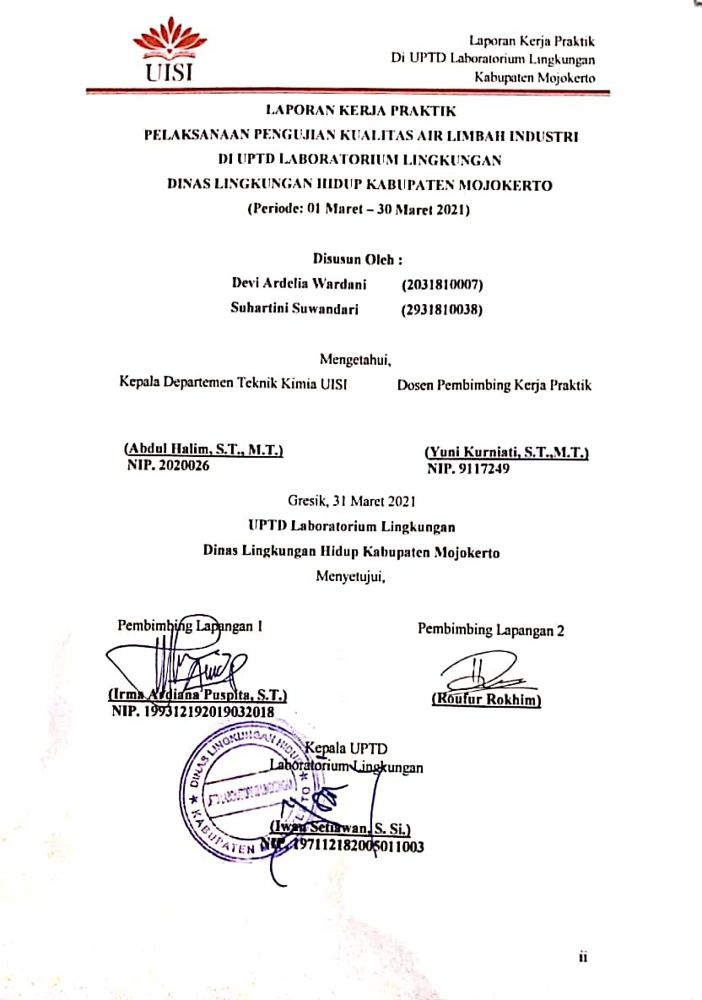 UISI
Laporan Kerja Praktik
Di UPTD Laboratorium Lingkungan
Kabupaten Mojokerto
LAPORAN KERJA PRAKTIK
PELAKSANAAN PENGUJIAN KUALITAS AIR LIMBAH INDUSTRI
DI UPTD LABORATORIUM LINGKUNGAN
DINAS LINGKUNGAN HIDUP KABUPATEN MOJOKERTO
(Periode: 01 Maret – 30 Maret 2021)
Disusun Oleh :
Devi Ardelia Wardani (2031810007)
Suhartini Suwandari (2931810038)
Mengetahui,
Kepala Departemen Teknik Kimia UISI Dosen Pembimbing Kerja Praktik
(Abdul Halim, S.T., M.T.) (Yuni Kurniati, S.T.,M.T.)
NIP. 2020026 NIP. 9117249
Gresik, 31 Maret 2021
UPTD Laboratorium Lingkungan
Dinas Lingkungan Hidup Kabupaten Mojokerto
Menyetujui,
Pembimbing Lapangan 1 Pembimbing Lapangan 2
(Irma Ardiana Puspita, S.T.) (Roufur Rokhim)
NIP. 199312192019032018
DINAS LINGKUNGAN HIDUP
KABUPATEN
Kepala UPTD
Laboratorium Lingkungan
(Iwan Setiawan, S. Si.)
NIP. 197112182005011003
ii